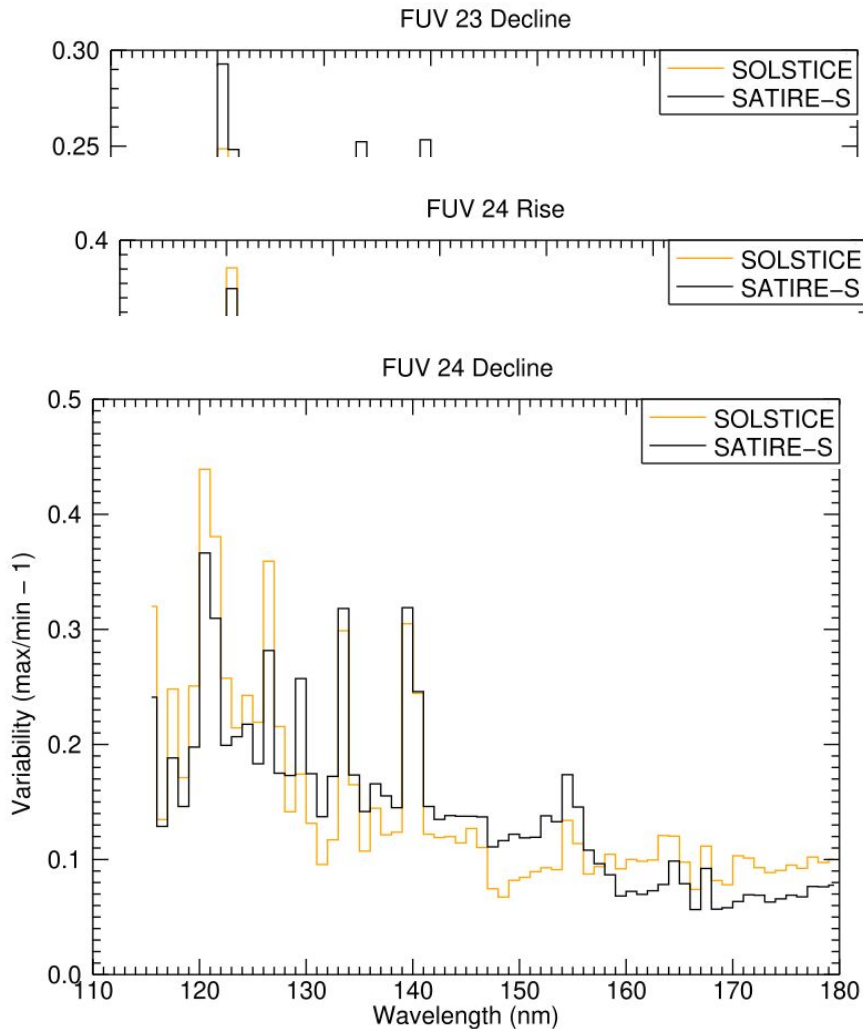 FUV 23 Decline
0.30
SOLSTICE
SATIRE-S
0.25
FUV 24 Rise
0.4
SOLSTICE
SATIRE-S
FUV 24 Decline
0.5
SOLSTICE
SATIRE-S
0.4
0.3
0.2
0.1
0.0
Variability (max/min - 1)
110 120 130 140 150 160 170 180
Wavelength (nm)